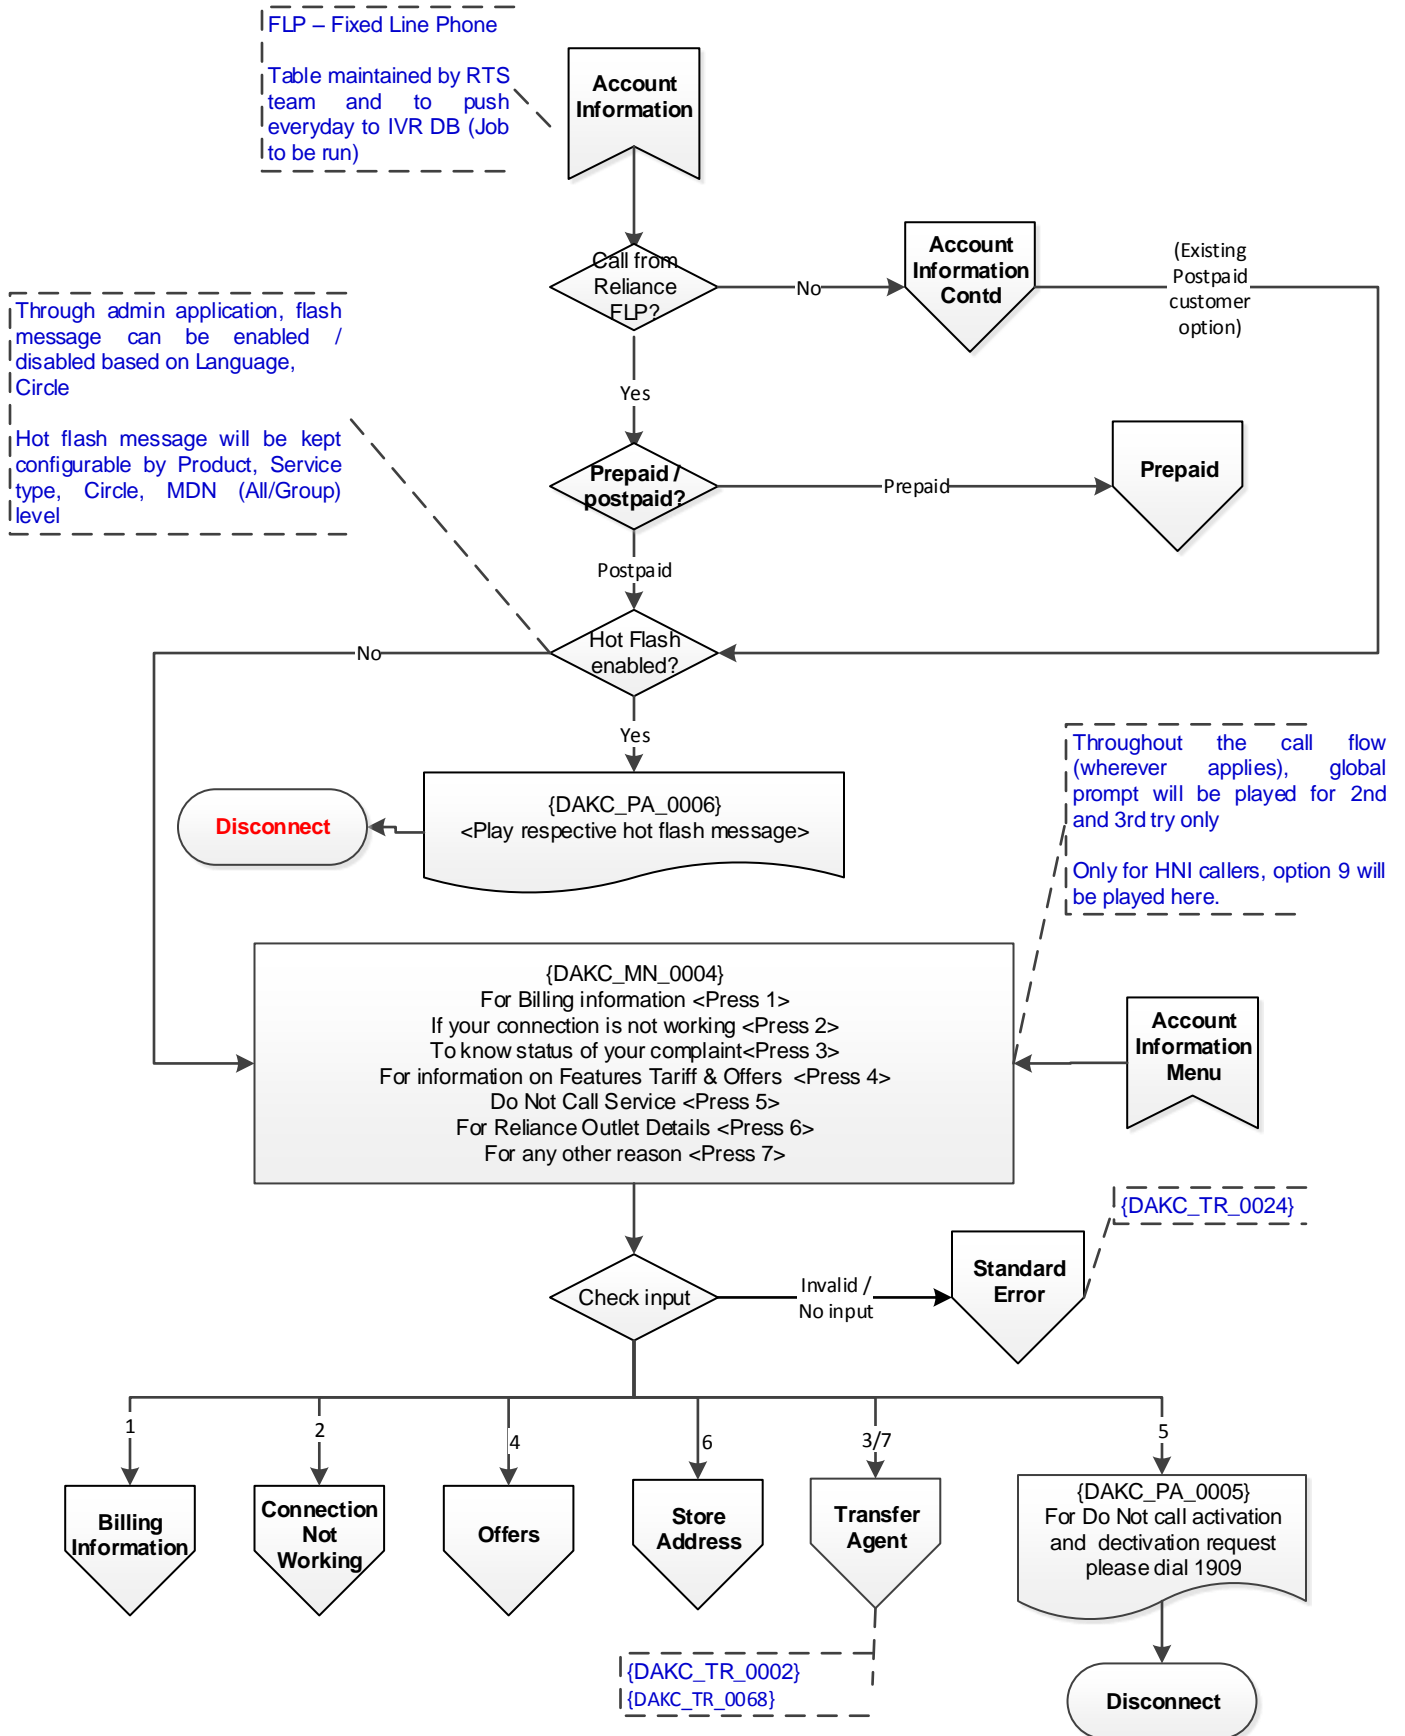 FLP – Fixed Line Phone
Table maintained by RTS
team and to push
everyday to IVR DB (Job
to be run)
Account
Information
Call from
Reliance
FLP?
No
Account
Information
Contd
(Existing
Postpaid
customer
option)
Through admin application, flash
message can be enabled /
disabled based on Language,
Circle
Hot flash message will be kept
configurable by Product, Service
type, Circle, MDN (All/Group)
level
Yes
Prepaid /
postpaid?
Prepaid
Prepaid
Postpaid
Hot Flash
enabled?
No
Yes
{DAKC_PA_0006}
<Play respective hot flash message>
Disconnect
Throughout the call flow
(wherever applies), global
prompt will be played for 2nd
and 3rd try only
Only for HNI callers, option 9 will
be played here.
{DAKC_MN_0004}
For Billing information <Press 1>
If your connection is not working <Press 2>
To know status of your complaint<Press 3>
For information on Features Tariff & Offers <Press 4>
Do Not Call Service <Press 5>
For Reliance Outlet Details <Press 6>
For any other reason <Press 7>
Account
Information
Menu
{DAKC_TR_0024}
Check input
Invalid /
No input
Standard
Error
1
2
4
6
3/7
5
Billing
Information
Connection
Not
Working
Offers
Store
Address
Transfer
Agent
{DAKC_PA_0005}
For Do Not call activation
and dectivation request
please dial 1909
{DAKC_TR_0002}
{DAKC_TR_0068}
Disconnect